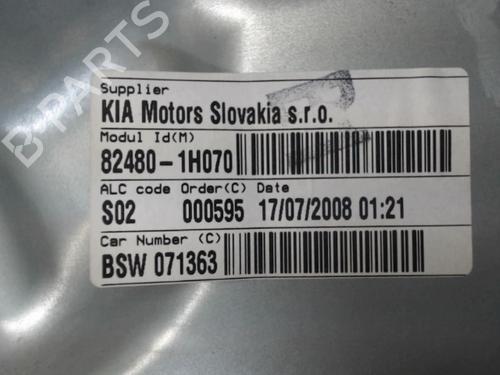 B-PARTS
Supplier
KIA Motors Slovakia s.r.o.
Modul Id(M)
82480-1H070
ALC code Order(C) Date
S02 000595 17/07/2008 01:21
Car Number (C)
BSW 071363